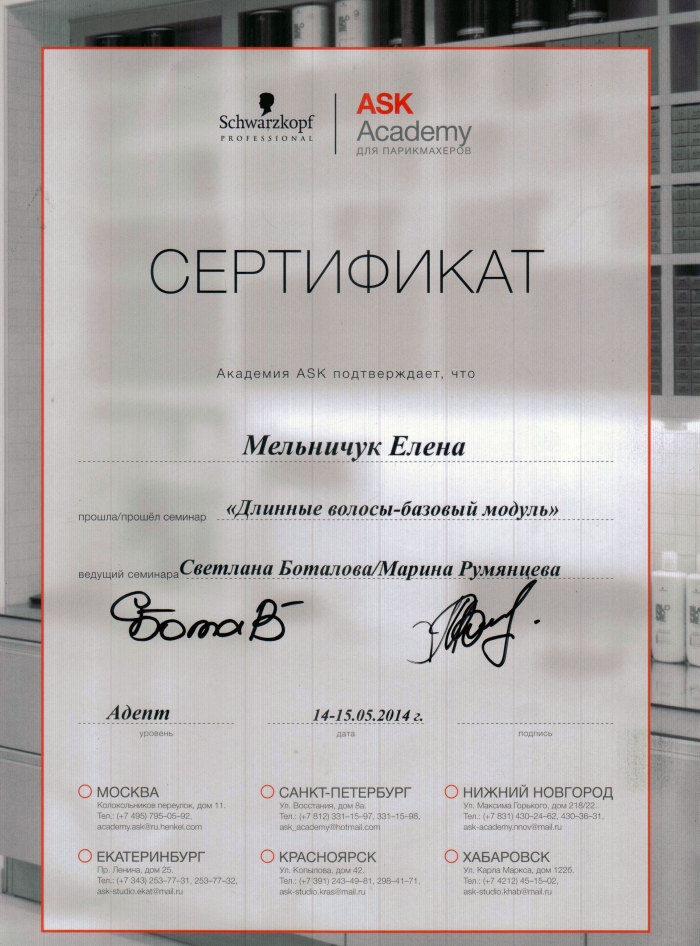 Schwarzkopf
PROFESSIONAL
ASK
Academy
ДЛЯ ПАРИКМАХЕРОВ
СЕРТИФИКАТ
Академия ASK подтверждает, что
Мельничук Елена
прошла/прошёл семинар «Длинные волосы-базовый модуль»
ведущий семинара Светлана Боталова/Марина Румянцева
Адепт 14-15.05.2014 г.
уровень дата подпись
МОСКВА
Колокольников переулок, дом 11.
Тел.: (+7 495) 795-05-92,
academy.ask@ru.henkel.com
САНКТ-ПЕТЕРБУРГ
Ул. Восстания, дом 8а.
Тел.: (+7 812) 331-15-97, 331-15-98,
ask_academy@hotmail.com
НИЖНИЙ НОВГОРОД
Ул. Максима Горького, дом 218/22.
Тел.: (+7 831) 430-24-62, 430-36-31,
ask-academy.nnov@mail.ru
ЕКАТЕРИНБУРГ
Пр. Ленина, дом 25.
Тел.: (+7 343) 253-77-31, 253-77-32,
ask-studio.ekat@mail.ru
КРАСНОЯРСК
Ул. Копылова, дом 42.
Тел.: (+7 391) 243-49-81, 298-41-71,
ask-studio.kras@mail.ru
ХАБАРОВСК
Ул. Карла Маркса, дом 122б.
Тел.: (+7 4212) 45-15-02,
ask-studio.khab@mail.ru